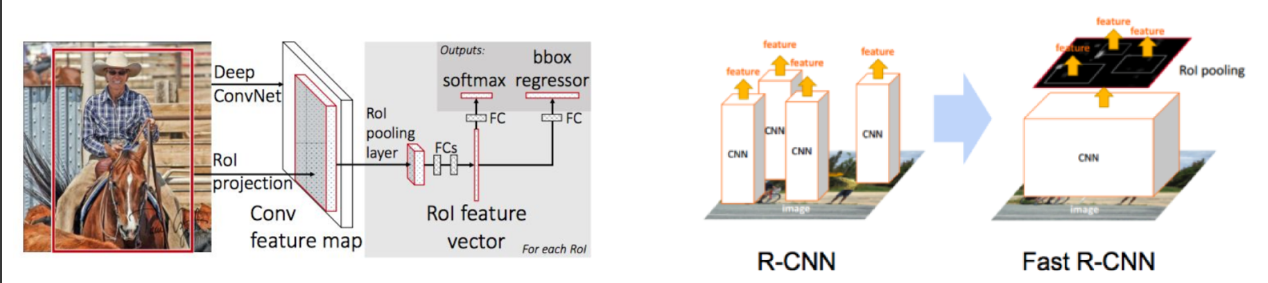 Deep
ConvNet
RoI
projection
Conv
feature map
RoI
pooling
layer
FCs
RoI feature
vector
Outputs:
softmax
bbox
regressor
FC
FC
For each RoI
feature
feature
feature
feature
CNN
CNN
CNN
CNN
image
R-CNN
feature
feature
feature
RoI pooling
CNN
image
Fast R-CNN